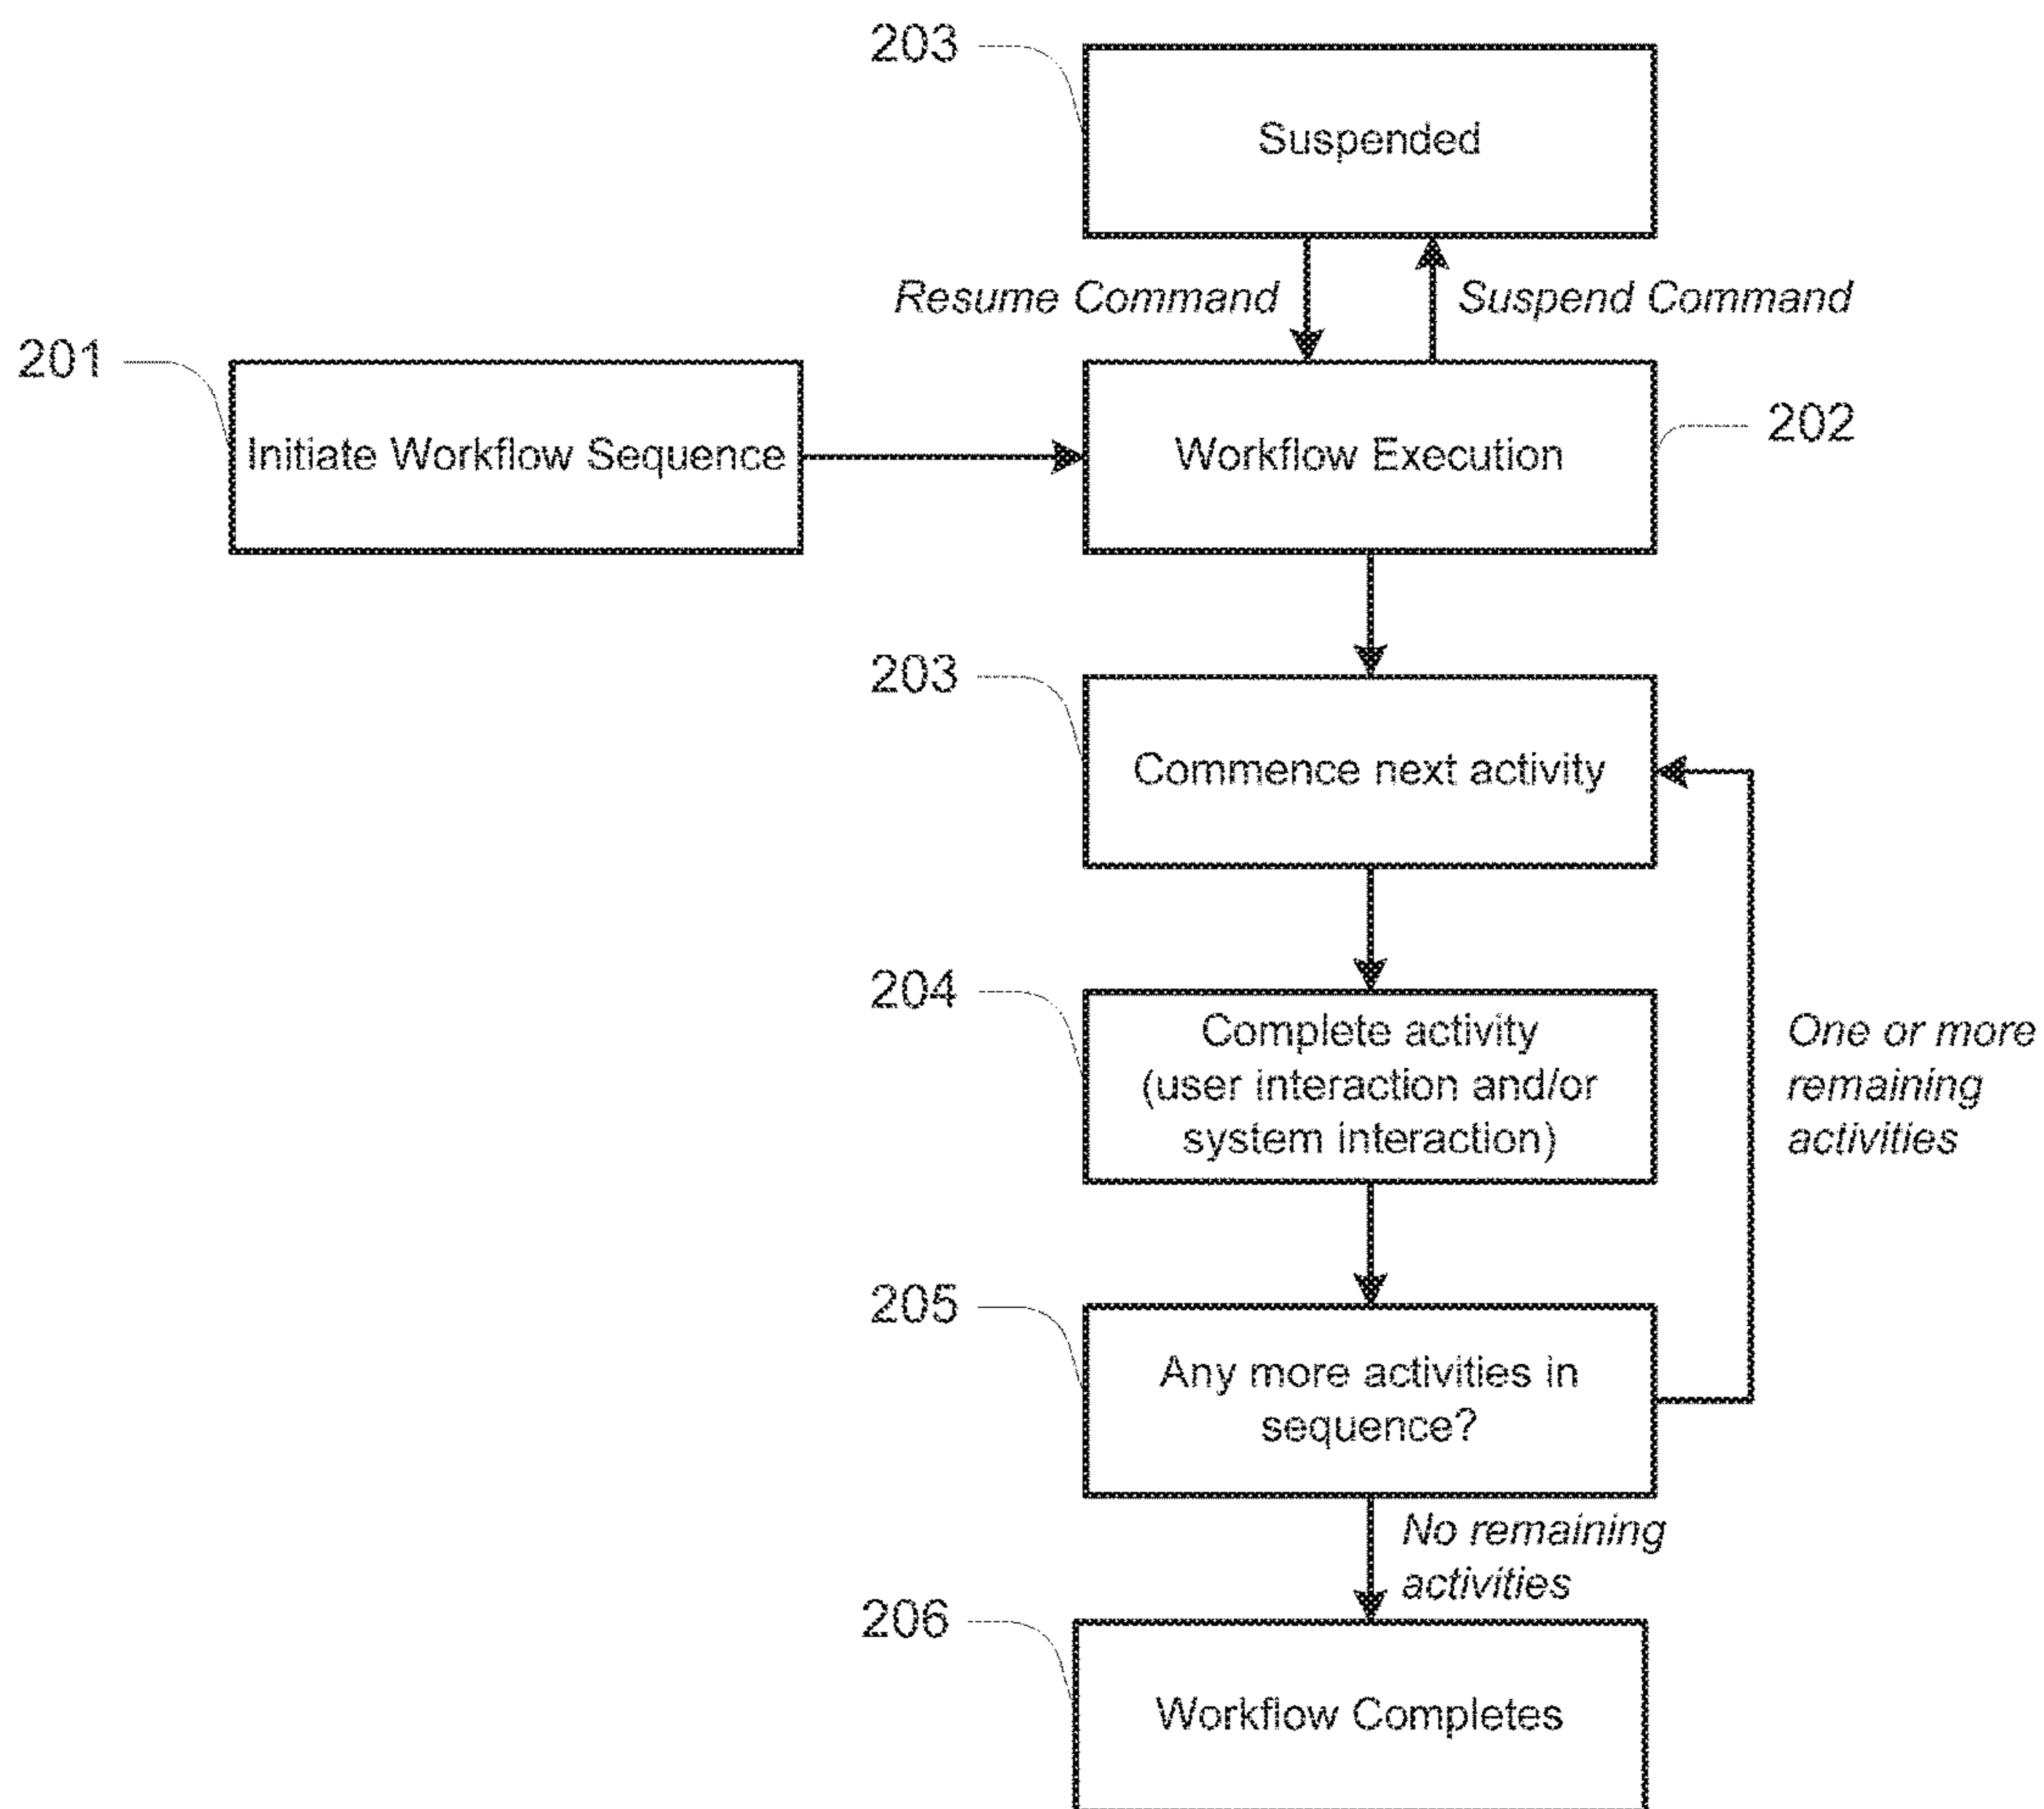 203
Suspended
Resume Command
Suspend Command
201
Initiate Workflow Sequence
Workflow Execution
202
203
Commence next activity
204
Complete activity
(user interaction and/or
system interaction)
One or more
remaining
activities
205
Any more activities in
sequence?
No remaining
activities
206
Workflow Completes